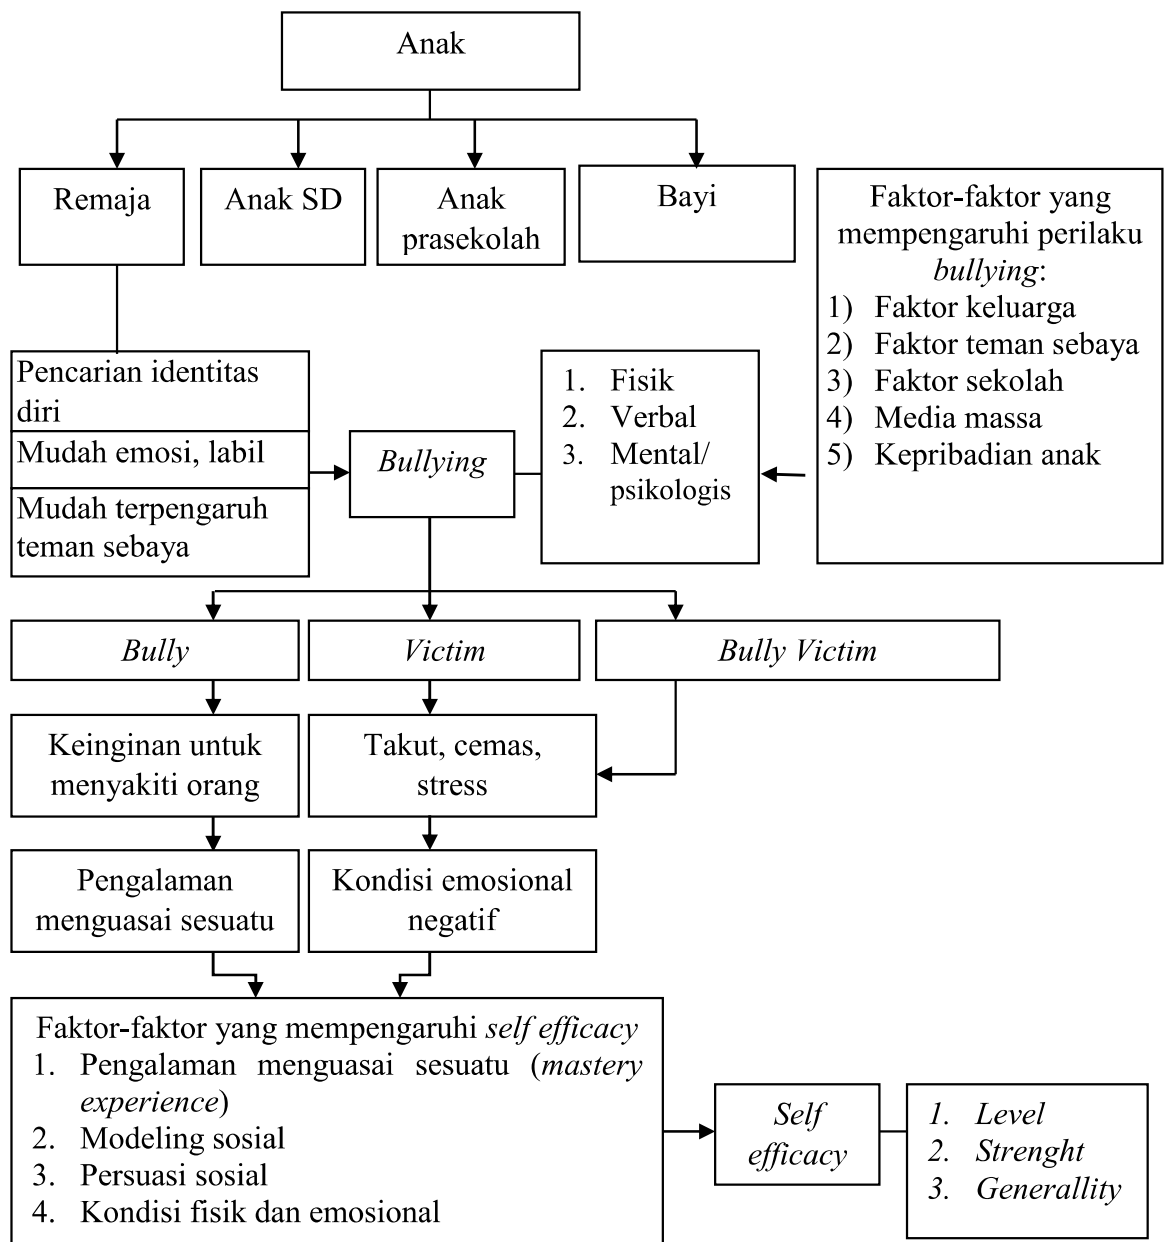 Anak
Remaja
Anak SD
Anak
prasekolah
Bayi
Faktor-faktor yang
mempengaruhi perilaku
bullying:
1) Faktor keluarga
2) Faktor teman sebaya
3) Faktor sekolah
4) Media massa
5) Kepribadian anak
Pencarian identitas
diri
Mudah emosi, labil
Mudah terpengaruh
teman sebaya
Bullying
1. Fisik
2. Verbal
3. Mental/
psikologis
Bully
Victim
Bully Victim
Keinginan untuk
menyakiti orang
Takut, cemas,
stress
Pengalaman
menguasai sesuatu
Kondisi emosional
negatif
Faktor-faktor yang mempengaruhi self efficacy
1. Pengalaman menguasai sesuatu (mastery
experience)
2. Modeling sosial
3. Persuasi sosial
4. Kondisi fisik dan emosional
Self
efficacy
1. Level
2. Strenght
3. Generallity